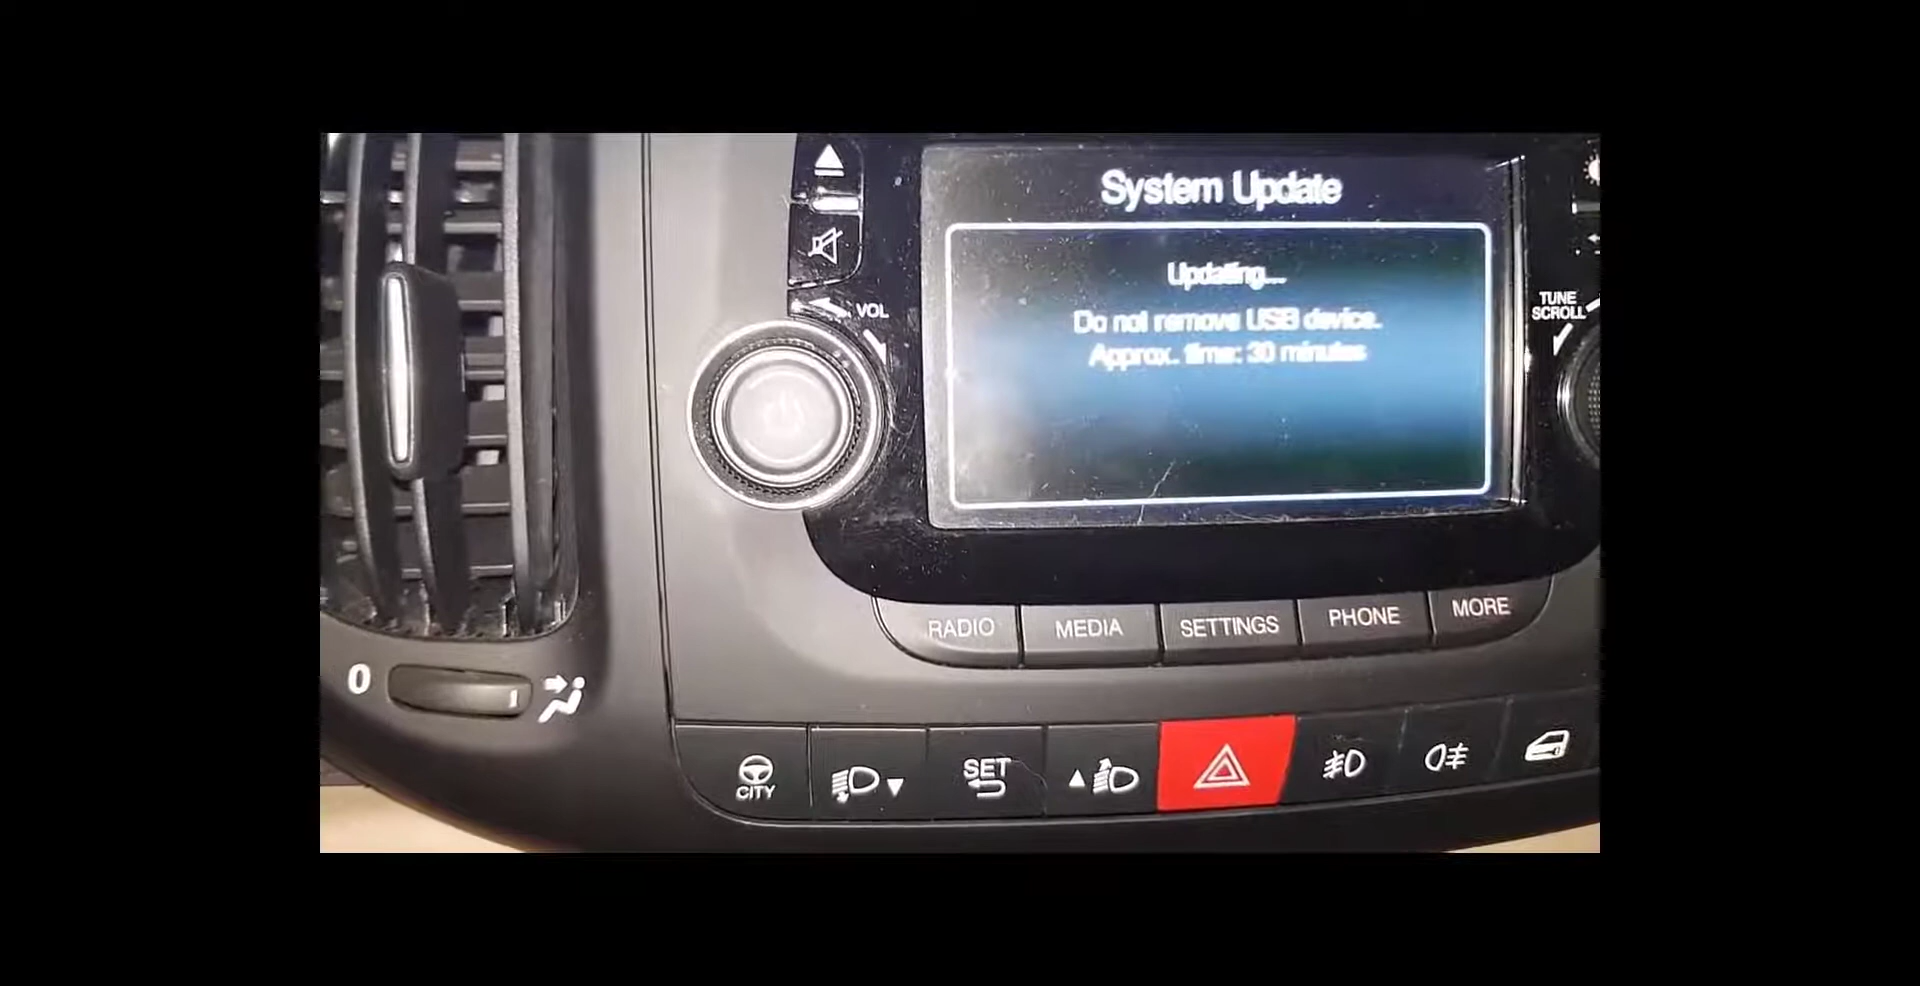 System Update
Updating...
Do not remove USB device.
Approx. time: 30 minutes
VOL
TUNE
SCROLL
RADIO
MEDIA
SETTINGS
PHONE
MORE
0
CITY
SET